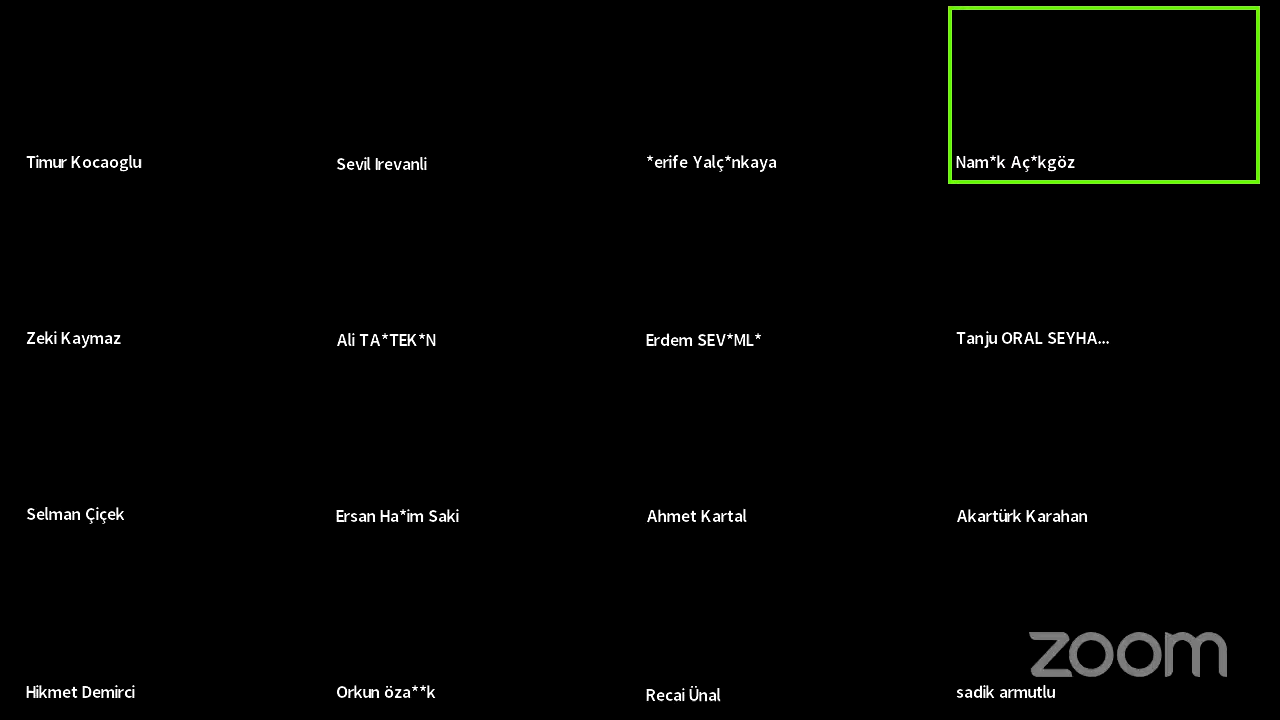 Timur Kocaoglu
Sevil Irevanli
*erife Yalç*nkaya
Nam*k Aç*kgöz
Zeki Kaymaz
Ali TA*TEK*N
Erdem SEV*ML*
Tanju ORAL SEYHA...
Selman Çiçek
Ersan Ha*im Saki
Ahmet Kartal
Akartürk Karahan
zoom
Hikmet Demirci
Orkun öza**k
Recai Ünal
sadik armutlu